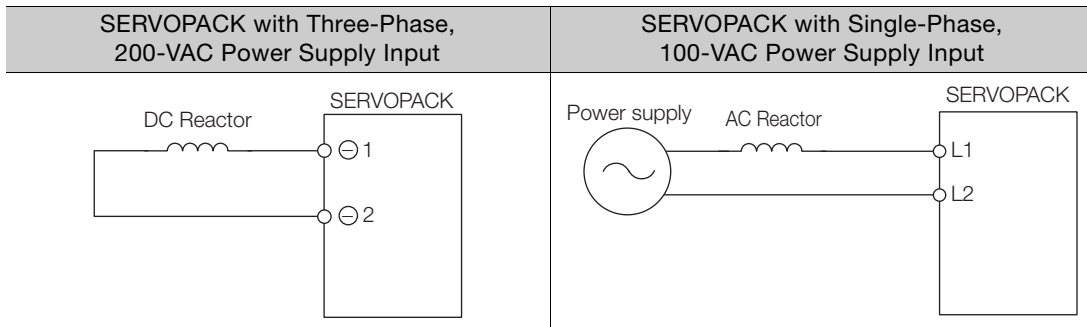 SERVOPACK with Three-Phase,
200-VAC Power Supply Input
SERVOPACK with Single-Phase,
100-VAC Power Supply Input
DC Reactor
SERVOPACK
⊖ 1
⊖ 2
Power supply
AC Reactor
SERVOPACK
L1
L2